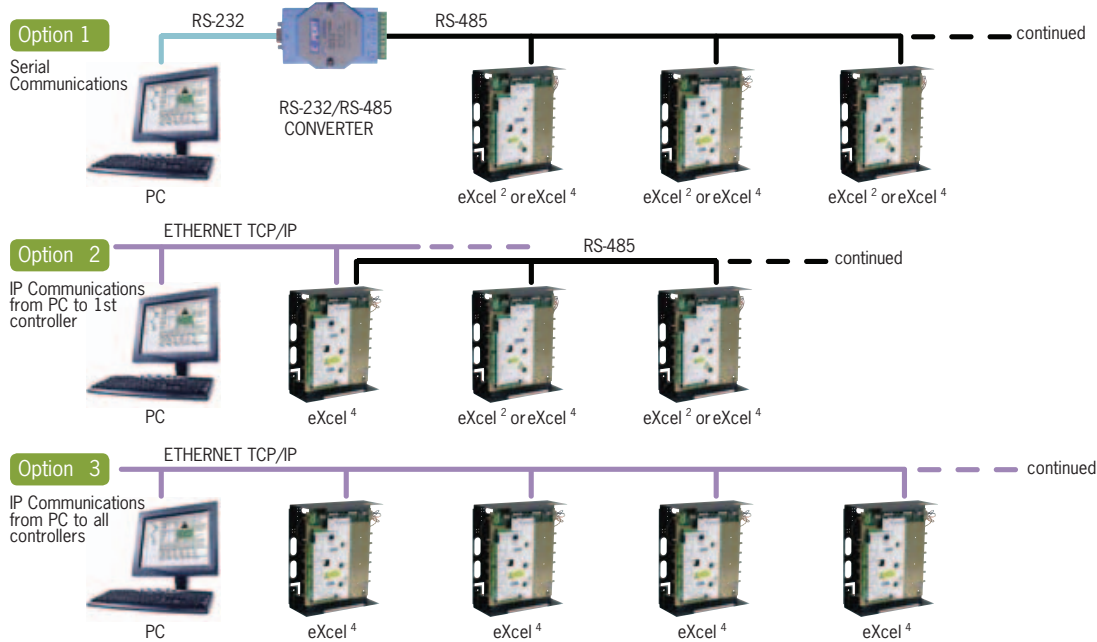 Option 1
RS-232
RS-485
continued
Serial
Communications
RS-232/RS-485
CONVERTER
PC
eXcel ² or eXcel ⁴
eXcel ² or eXcel ⁴
eXcel ² or eXcel ⁴
Option 2
ETHERNET TCP/IP
RS-485
continued
IP Communications
from PC to 1st
controller
PC
eXcel ⁴
eXcel ² or eXcel ⁴
eXcel ² or eXcel ⁴
Option 3
ETHERNET TCP/IP
continued
IP Communications
from PC to all
controllers
PC
eXcel ⁴
eXcel ⁴
eXcel ⁴
eXcel ⁴